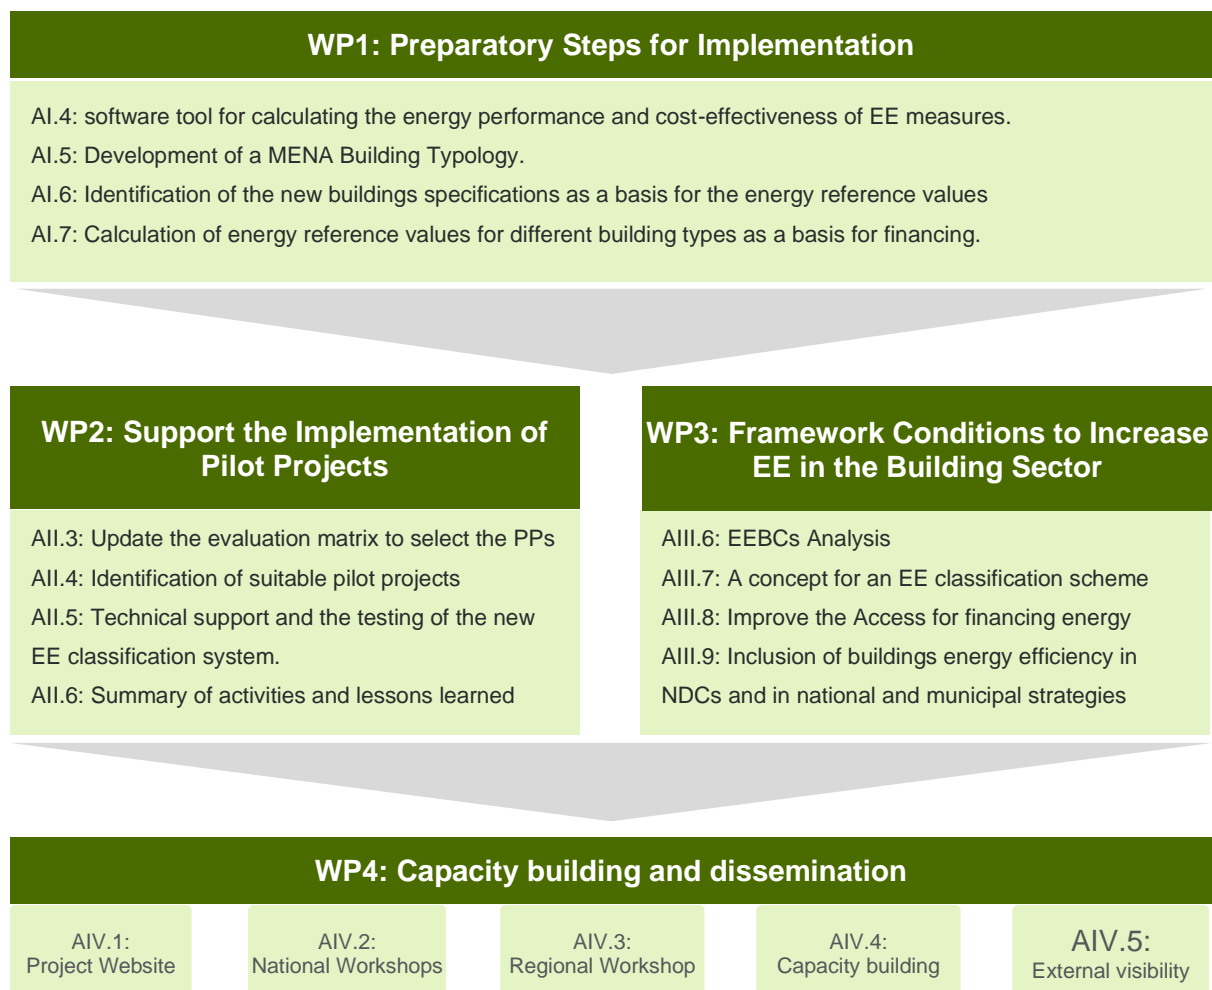 WP1: Preparatory Steps for Implementation
AI.4: software tool for calculating the energy performance and cost-effectiveness of EE measures.
AI.5: Development of a MENA Building Typology.
AI.6: Identification of the new buildings specifications as a basis for the energy reference values
AI.7: Calculation of energy reference values for different building types as a basis for financing.
WP2: Support the Implementation of
Pilot Projects
AII.3: Update the evaluation matrix to select the PPs
AII.4: Identification of suitable pilot projects
AII.5: Technical support and the testing of the new
EE classification system.
AII.6: Summary of activities and lessons learned
WP3: Framework Conditions to Increase
EE in the Building Sector
AIII.6: EEBCs Analysis
AIII.7: A concept for an EE classification scheme
AIII.8: Improve the Access for financing energy
AIII.9: Inclusion of buildings energy efficiency in
NDCs and in national and municipal strategies
WP4: Capacity building and dissemination
AIV.1:
Project Website
AIV.2:
National Workshops
AIV.3:
Regional Workshop
AIV.4:
Capacity building
AIV.5:
External visibility